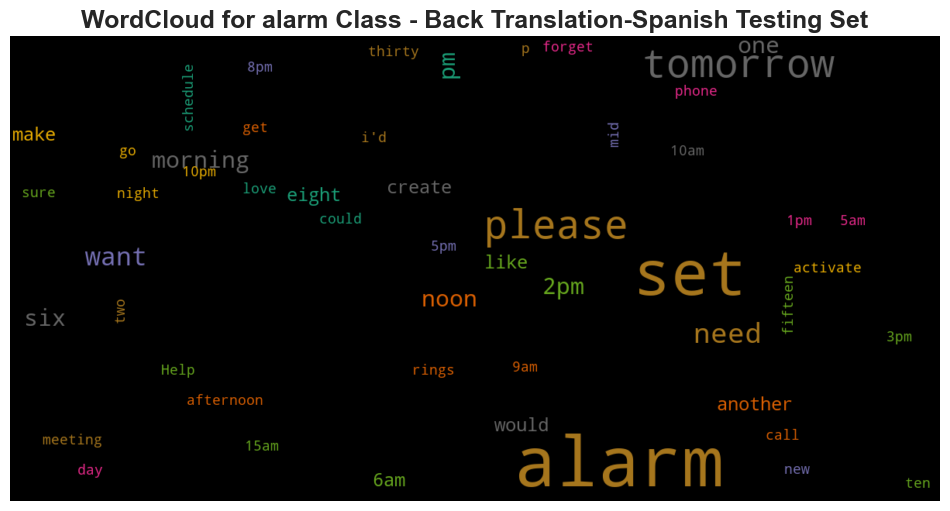 WordCloud for alarm Class - Back Translation-Spanish Testing Set
thirty
p
forget
one
tomorrow
pm
8pm
schedule
phone
make
get
i'd
mid
go
morning
10am
10pm
sure
night
love
eight
create
could
please
1pm
5am
want
5pm
like
activate
set
2pm
noon
six
two
fifteen
need
3pm
Help
rings
9am
afternoon
another
would
call
meeting
15am
alarm
day
new
6am
ten